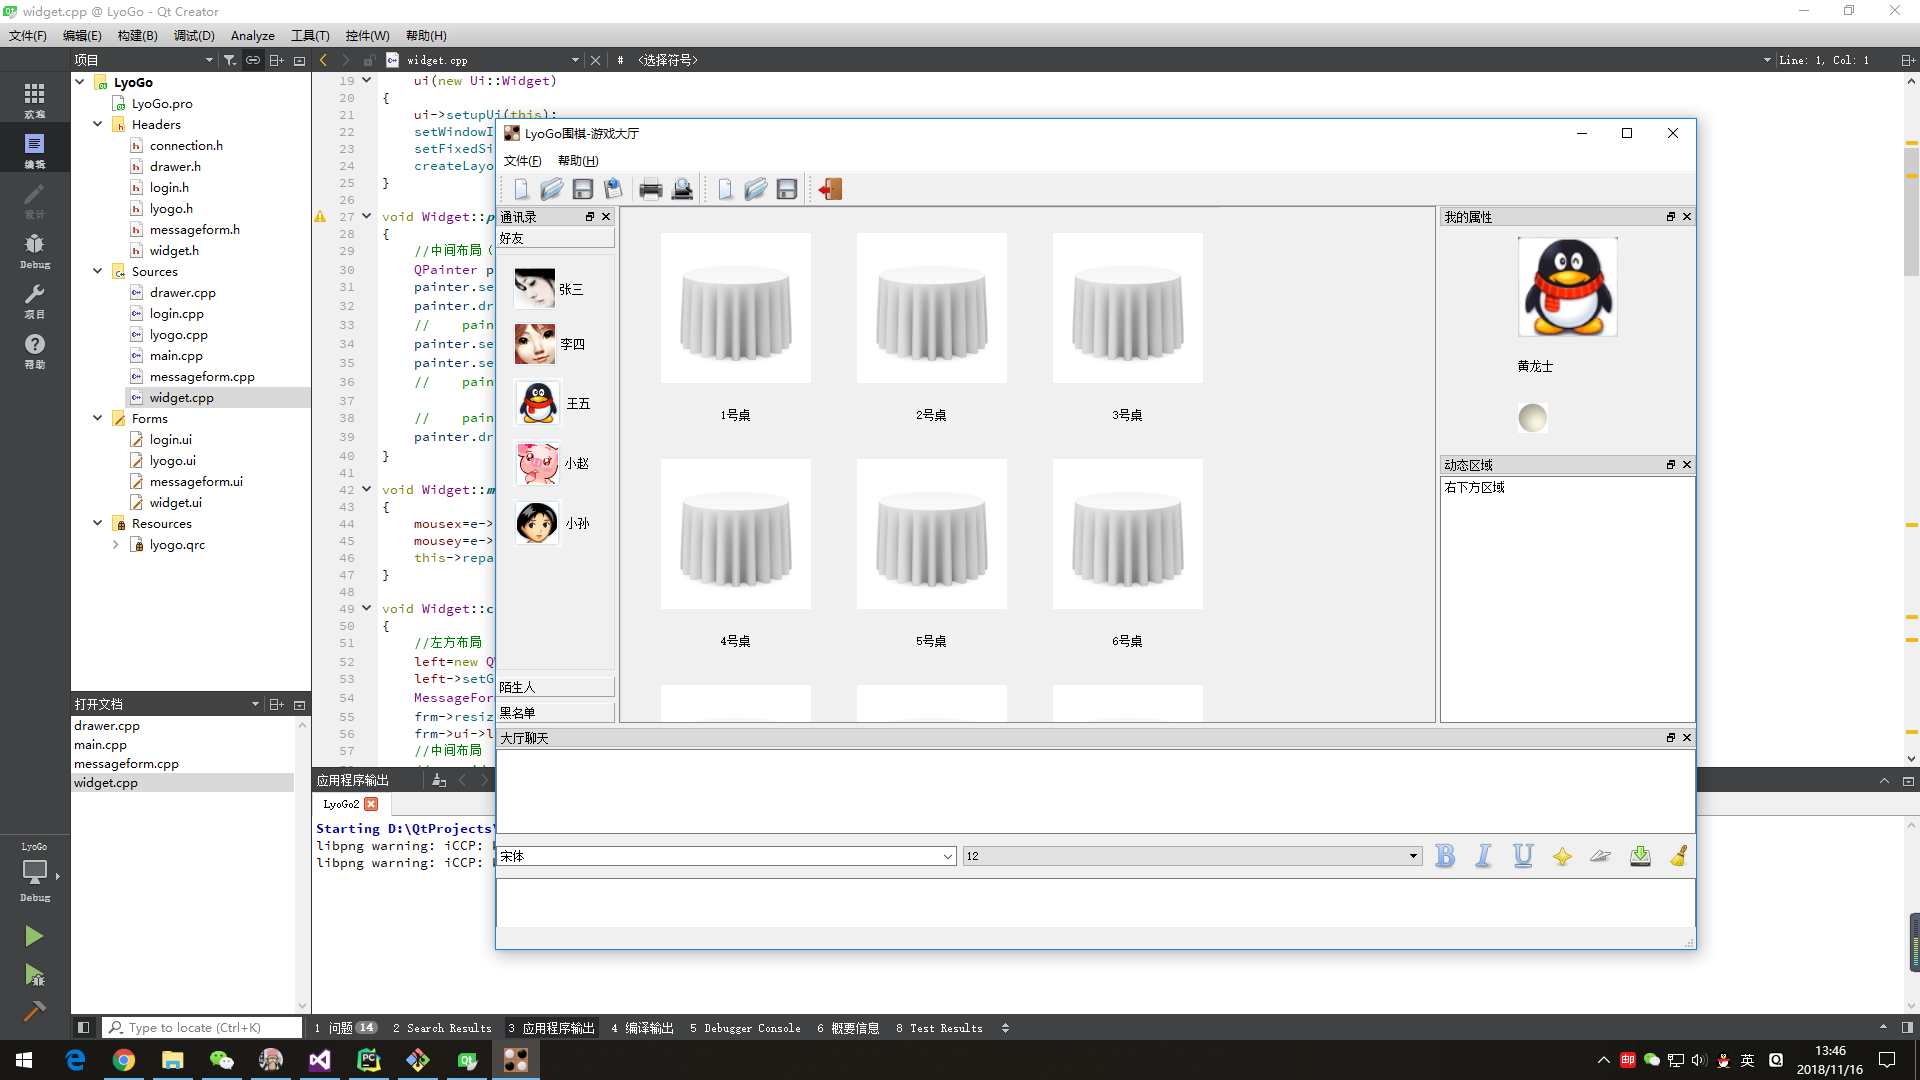 widget.cpp @ LyoGo - Qt Creator
文件(F) 编辑(E) 构建(B) 调试(D) Analyze 工具(T) 控件(W) 帮助(H)
项目
widget.cpp
# <选择符号>
Line: 1, Col: 1
欢迎
编辑
设计
Debug
项目
帮助
LyoGo
LyoGo.pro
Headers
connection.h
drawer.h
login.h
lyogo.h
messageform.h
widget.h
Sources
drawer.cpp
login.cpp
lyogo.cpp
main.cpp
messageform.cpp
widget.cpp
Forms
login.ui
lyogo.ui
messageform.ui
widget.ui
Resources
lyogo.qrc
打开文档
drawer.cpp
main.cpp
messageform.cpp
widget.cpp
19 ui(new Ui::Widget)
20 {
21 ui->setupUi(this);
22 setWindowI
23 setFixedSi
24 createLayo
25 }
26
27 void Widget::p
28 {
29 //中间布局（
30 QPainter p
31 painter.se
32 painter.dr
33 // pain
34 painter.se
35 painter.se
36 // pain
37
38 // pain
39 painter.dr
40 }
41
42 void Widget::m
43 {
44 mousex=e->
45 mousey=e->
46 this->repa
47 }
48
49 void Widget::c
50 {
51 //左方布局
52 left=new Q
53 left->setG
54 MessageFor
55 frm->resiz
56 frm->ui->l
57 //中间布局
LyoGo围棋-游戏大厅
文件(F) 帮助(H)
通讯录
好友
张三
李四
王五
小赵
小孙
陌生人
黑名单
1号桌 2号桌 3号桌
4号桌 5号桌 6号桌
我的属性
黄龙士
动态区域
右下方区域
大厅聊天
宋体
12
B I U
应用程序输出
LyoGo2
Starting D:\QtProjects\
libpng warning: iCCP:
libpng warning: iCCP:
LyoGo
Debug
Type to locate (Ctrl+K)
1 问题 14 2 Search Results 3 应用程序输出 4 编译输出 5 Debugger Console 6 概要信息 8 Test Results
英
13:46
2018/11/16